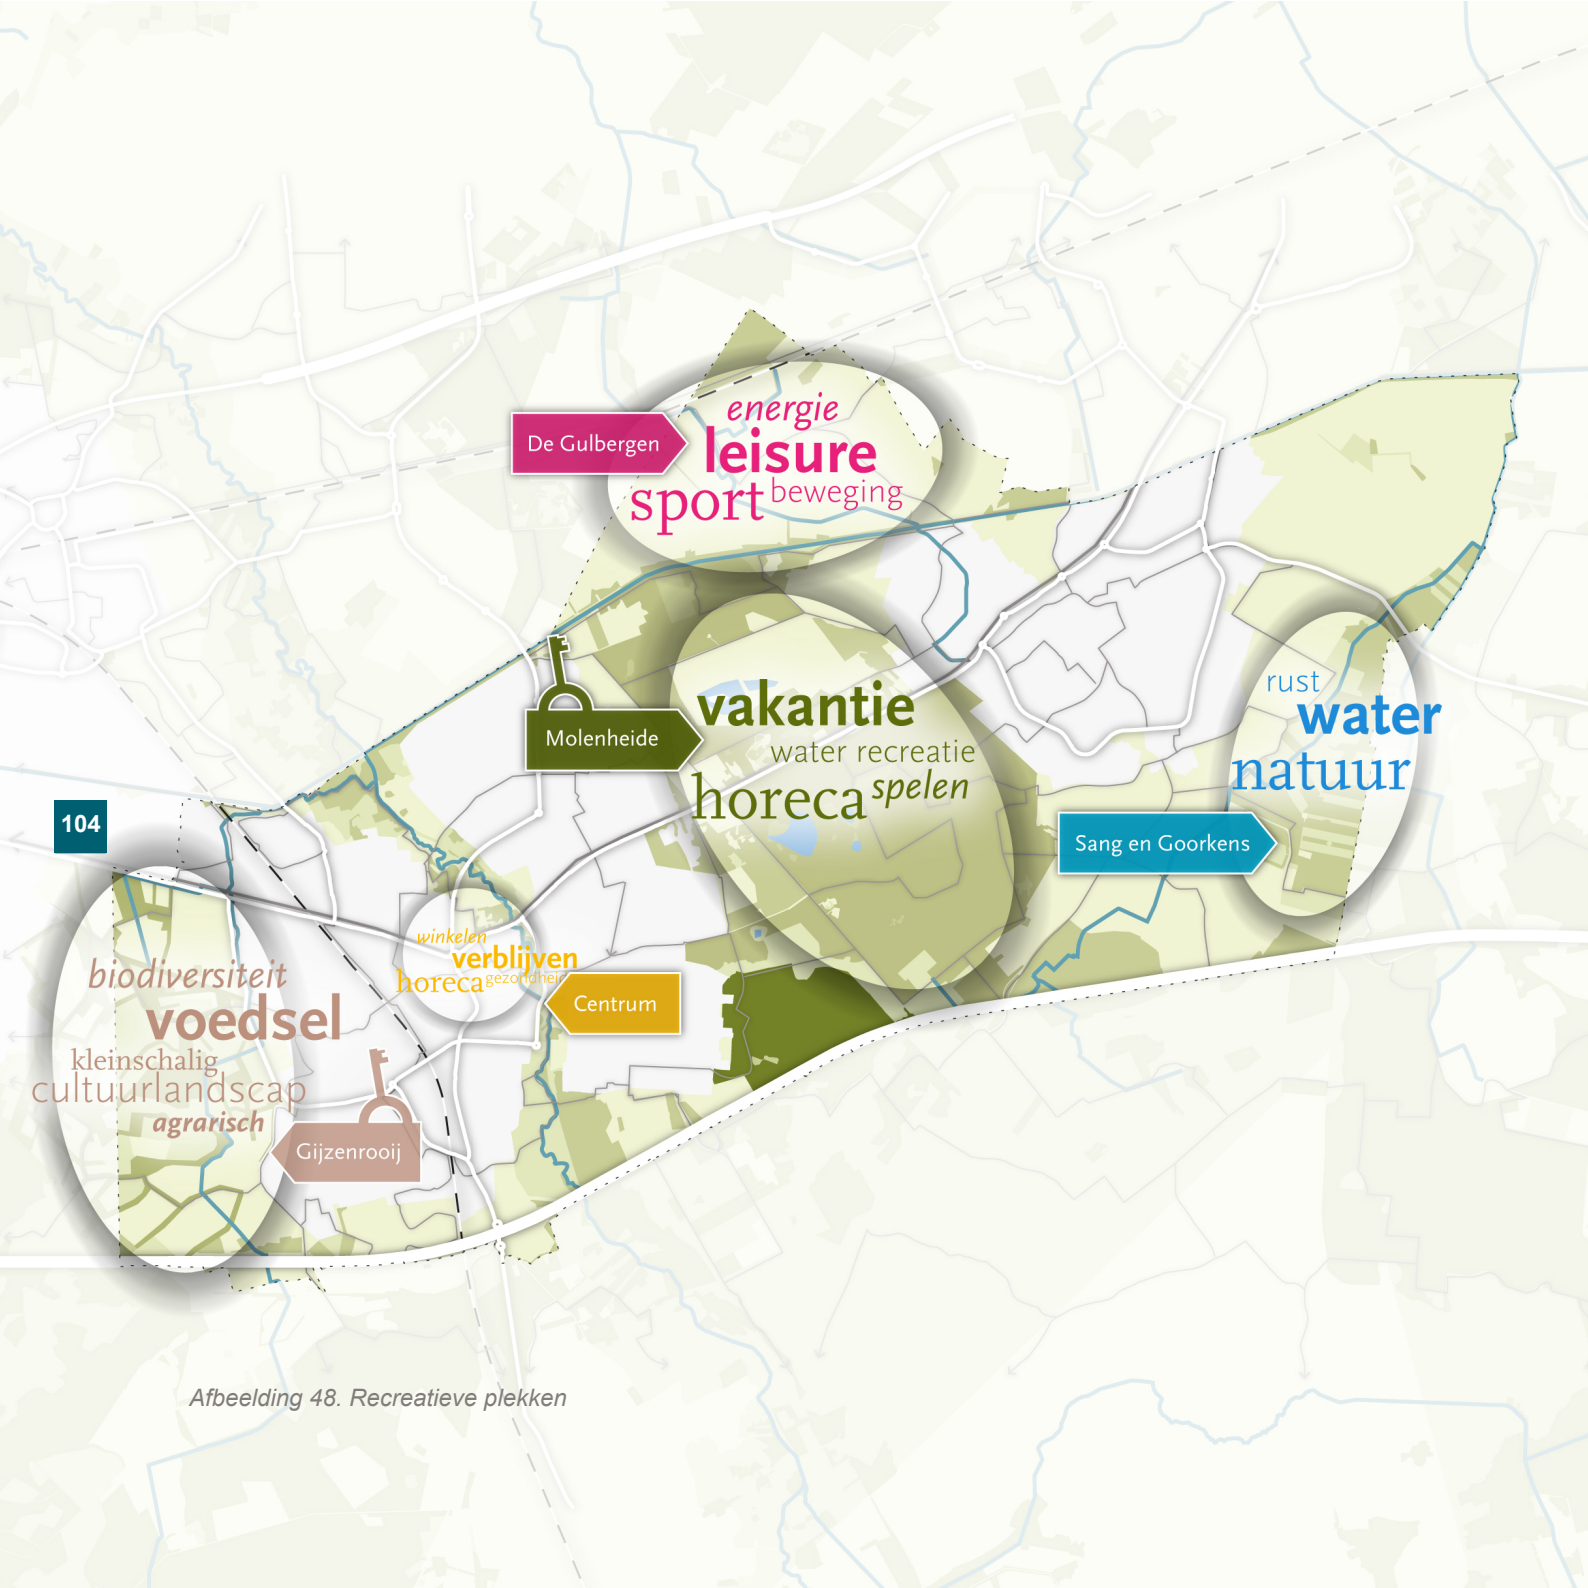 energie
De Gulbergen
leisure
sport beweging
vakantie
Molenheide
water recreatie
horeca spelen
rust
water
natuur
Sang en Goorkens
104
winkelen
verblijven
horeca gezondheid
Centrum
biodiversiteit
voedsel
kleinschalig
cultuurlandscap
agrarisch
Gijzenrooij
Afbeelding 48. Recreatieve plekken